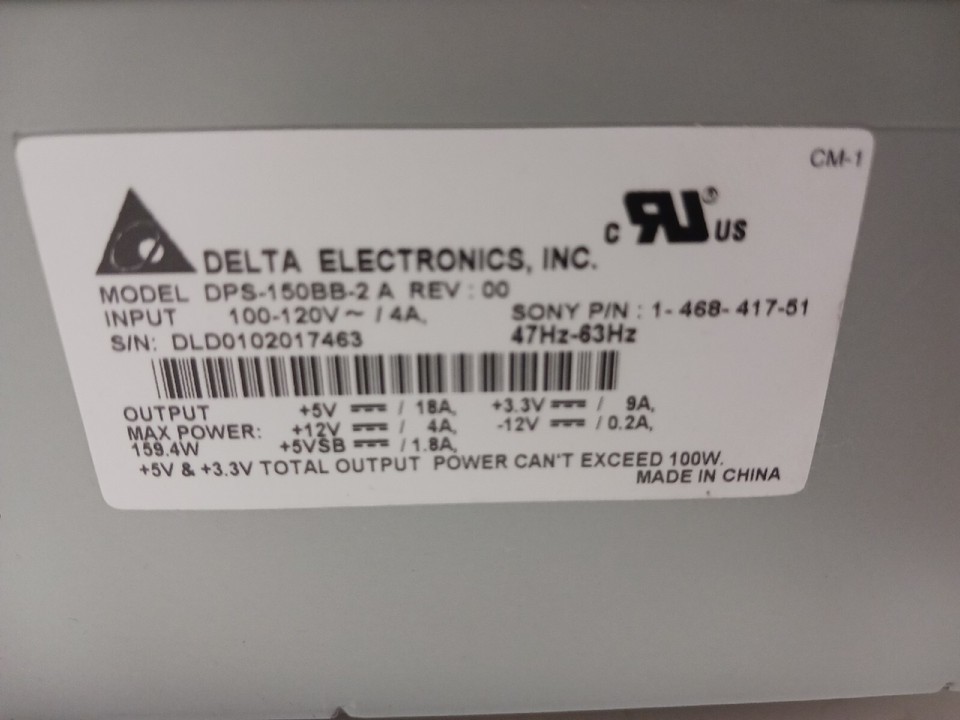 CM-1
c RU® US
DELTA ELECTRONICS, INC.
MODEL DPS-150BB-2 A REV : 00
INPUT 100-120V ~ / 4A, SONY P/N : 1-468-417-51
S/N: DLD0102017463 47Hz-63Hz
OUTPUT +5V ⎓ / 18A, +3.3V ⎓ / 9A,
MAX POWER: +12V ⎓ / 4A, -12V ⎓ / 0.2A,
159.4W +5VSB ⎓ / 1.8A,
+5V & +3.3V TOTAL OUTPUT POWER CAN'T EXCEED 100W.
MADE IN CHINA